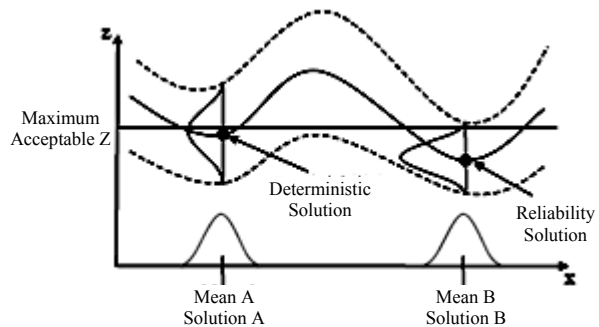 z
Maximum
Acceptable Z
Deterministic
Solution
Reliability
Solution
x
Mean A
Solution A
Mean B
Solution B